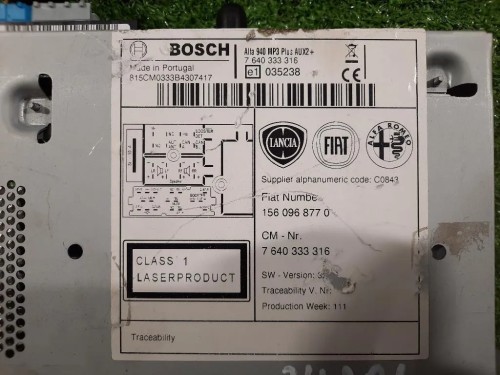 BOSCH
Alfa 940 MP3 Plus AUX2+
7 640 333 316
Made in Portugal
815CM0333B4307417
e1 035238
CE
LANCIA
FIAT
ALFA ROMEO
Supplier alphanumeric code: C0843
Fiat Numbe
156 096 877 0
CM - Nr.
7 640 333 316
CLASS 1
LASERPRODUCT
SW - Version:
Traceability V. Nr
Production Week: 111
Traceability